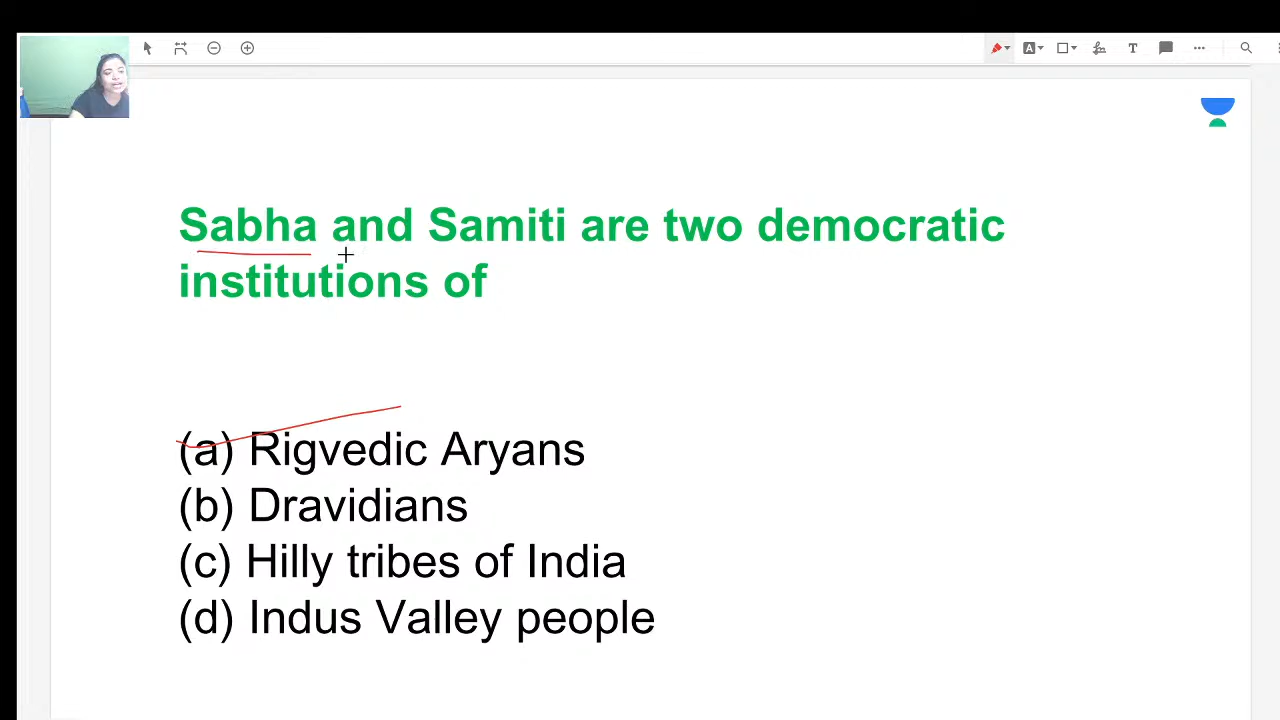 Sabha and Samiti are two democratic
institutions of
(a) Rigvedic Aryans
(b) Dravidians
(c) Hilly tribes of India
(d) Indus Valley people